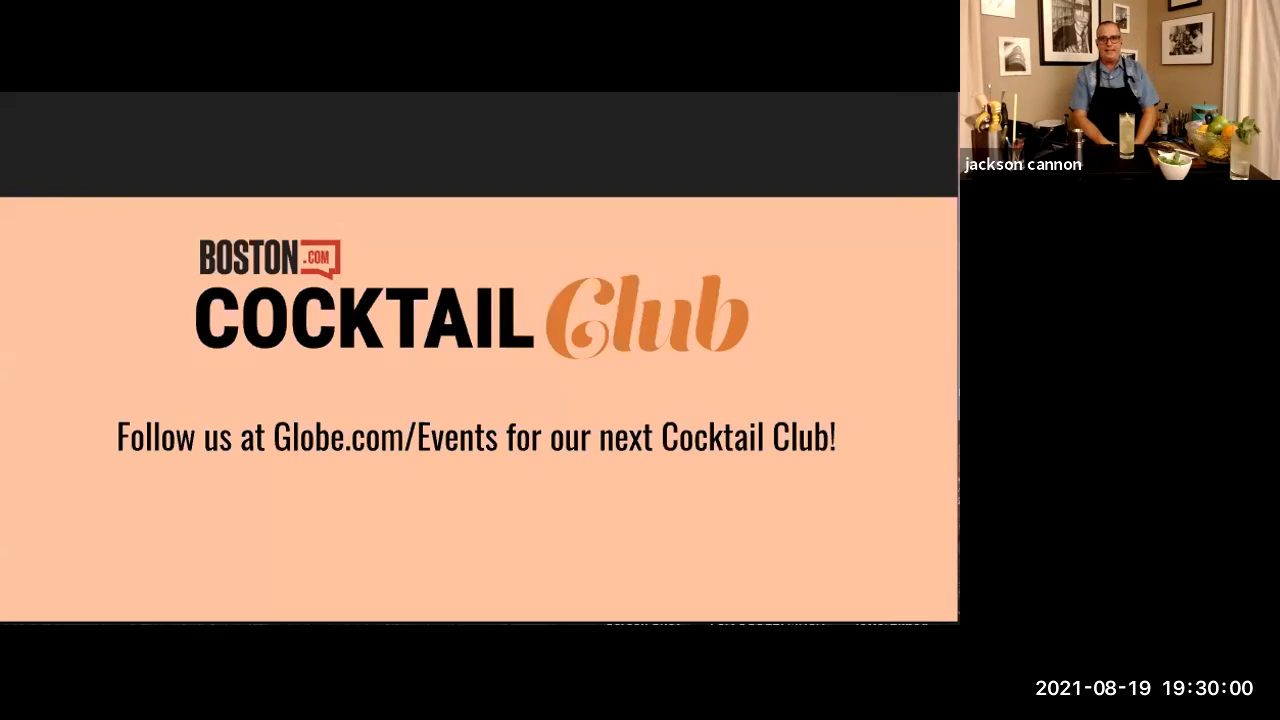 BOSTON.COM
COCKTAIL Club
Follow us at Globe.com/Events for our next Cocktail Club!
jackson cannon
2021-08-19 19:30:00